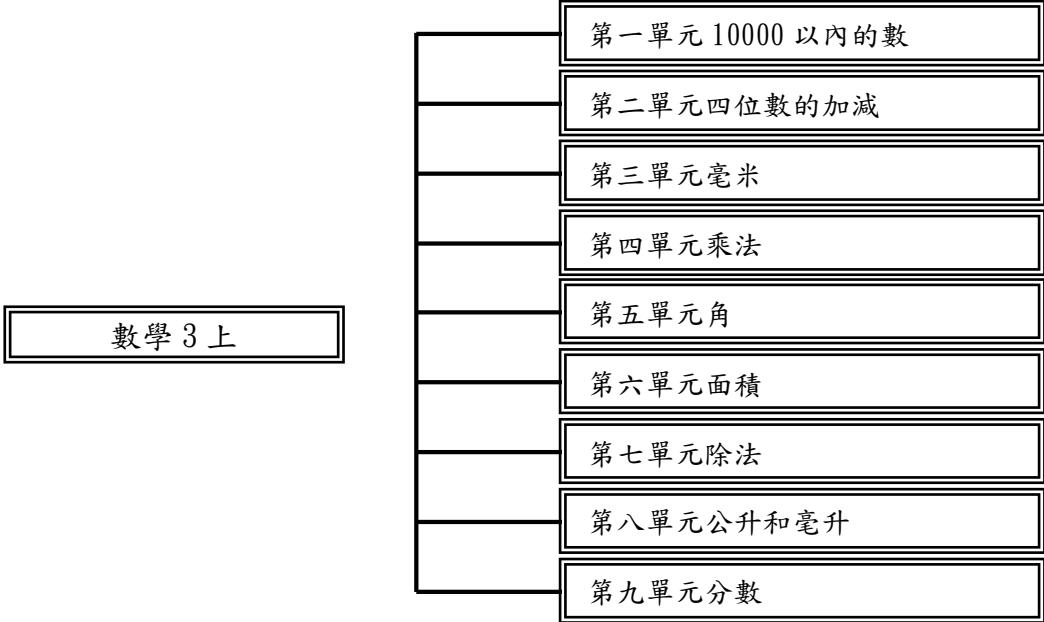 數學 3 上
第一單元 10000 以內的數
第二單元四位數的加減
第三單元毫米
第四單元乘法
第五單元角
第六單元面積
第七單元除法
第八單元公升和毫升
第九單元分數